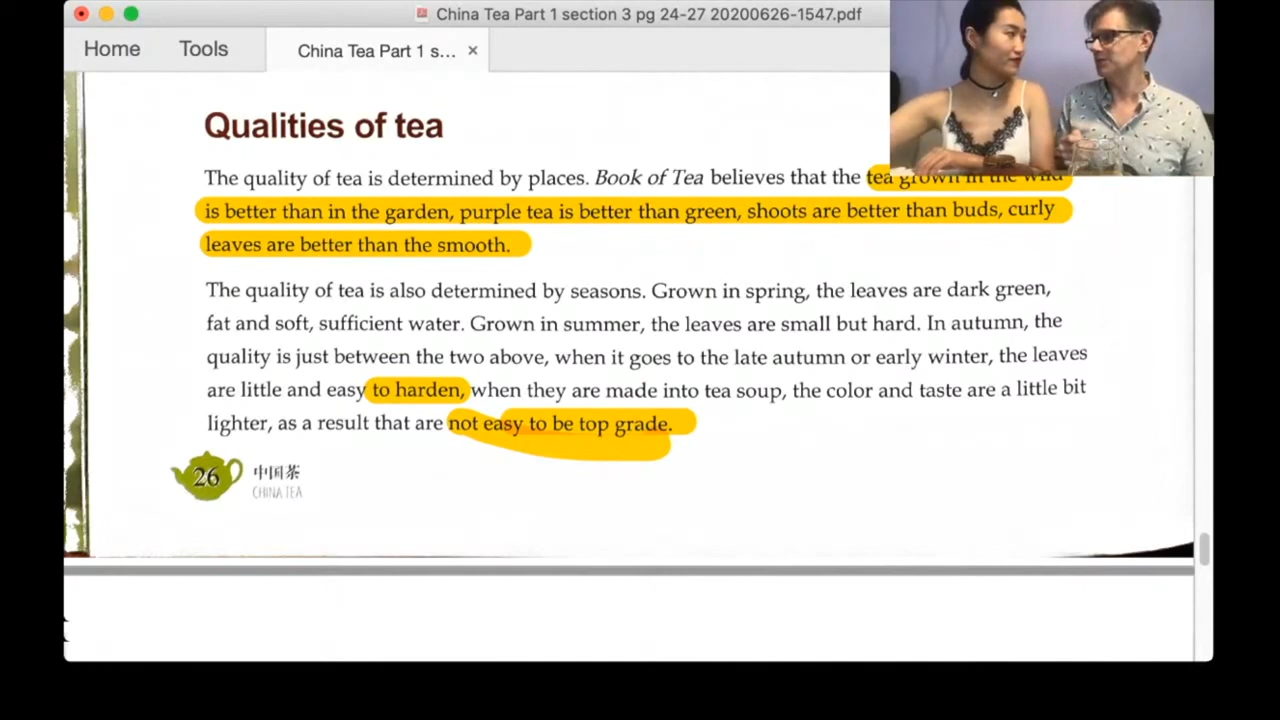 China Tea Part 1 section 3 pg 24-27 20200626-1547.pdf
Home Tools China Tea Part 1 s... ×
Qualities of tea
The quality of tea is determined by places. Book of Tea believes that the tea grown in the wild
is better than in the garden, purple tea is better than green, shoots are better than buds, curly
leaves are better than the smooth.
The quality of tea is also determined by seasons. Grown in spring, the leaves are dark green,
fat and soft, sufficient water. Grown in summer, the leaves are small but hard. In autumn, the
quality is just between the two above, when it goes to the late autumn or early winter, the leaves
are little and easy to harden, when they are made into tea soup, the color and taste are a little bit
lighter, as a result that are not easy to be top grade.
26 中国茶
CHINA TEA